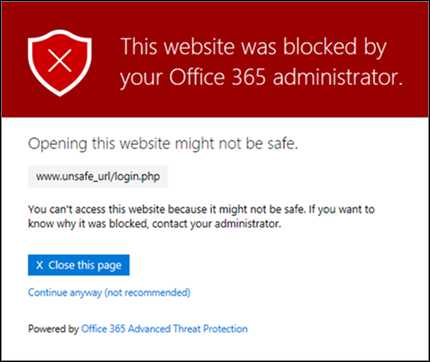 This website was blocked by
your Office 365 administrator.
Opening this website might not be safe.
www.unsafe_url/login.php
You can't access this website because it might not be safe. If you want to
know why it was blocked, contact your administrator.
X Close this page
Continue anyway (not recommended)
Powered by Office 365 Advanced Threat Protection